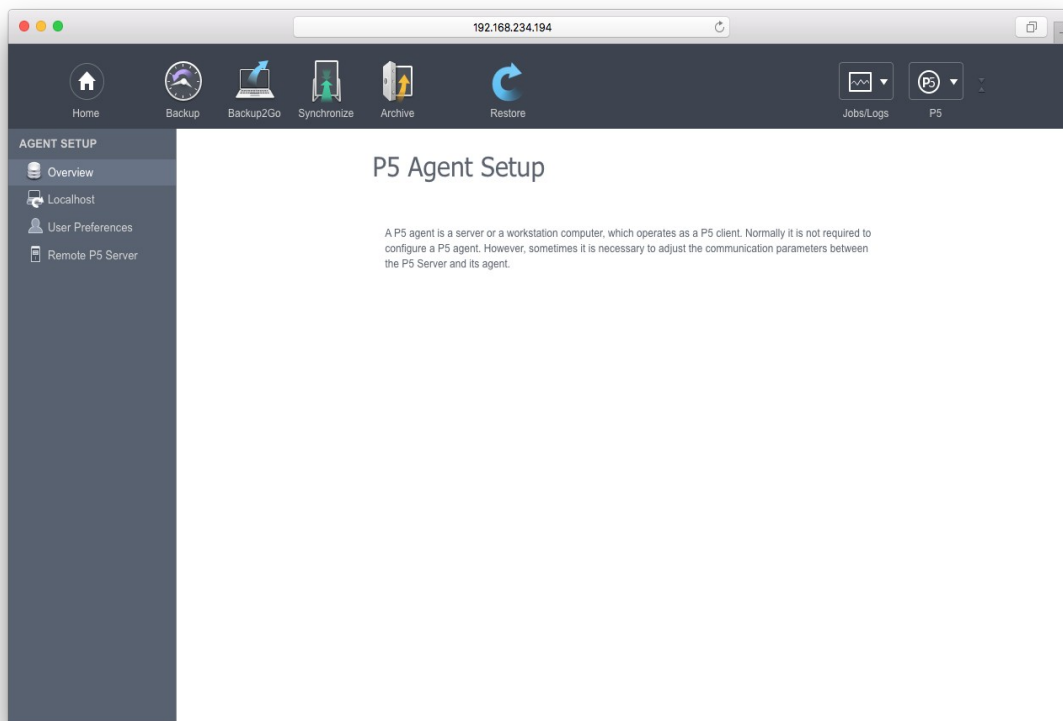 192.168.234.194
Home
Backup
Backup2Go
Synchronize
Archive
Restore
Jobs/Logs
P5
P5
AGENT SETUP
Overview
Localhost
User Preferences
Remote P5 Server
P5 Agent Setup
A P5 agent is a server or a workstation computer, which operates as a P5 client. Normally it is not required to
configure a P5 agent. However, sometimes it is necessary to adjust the communication parameters between
the P5 Server and its agent.